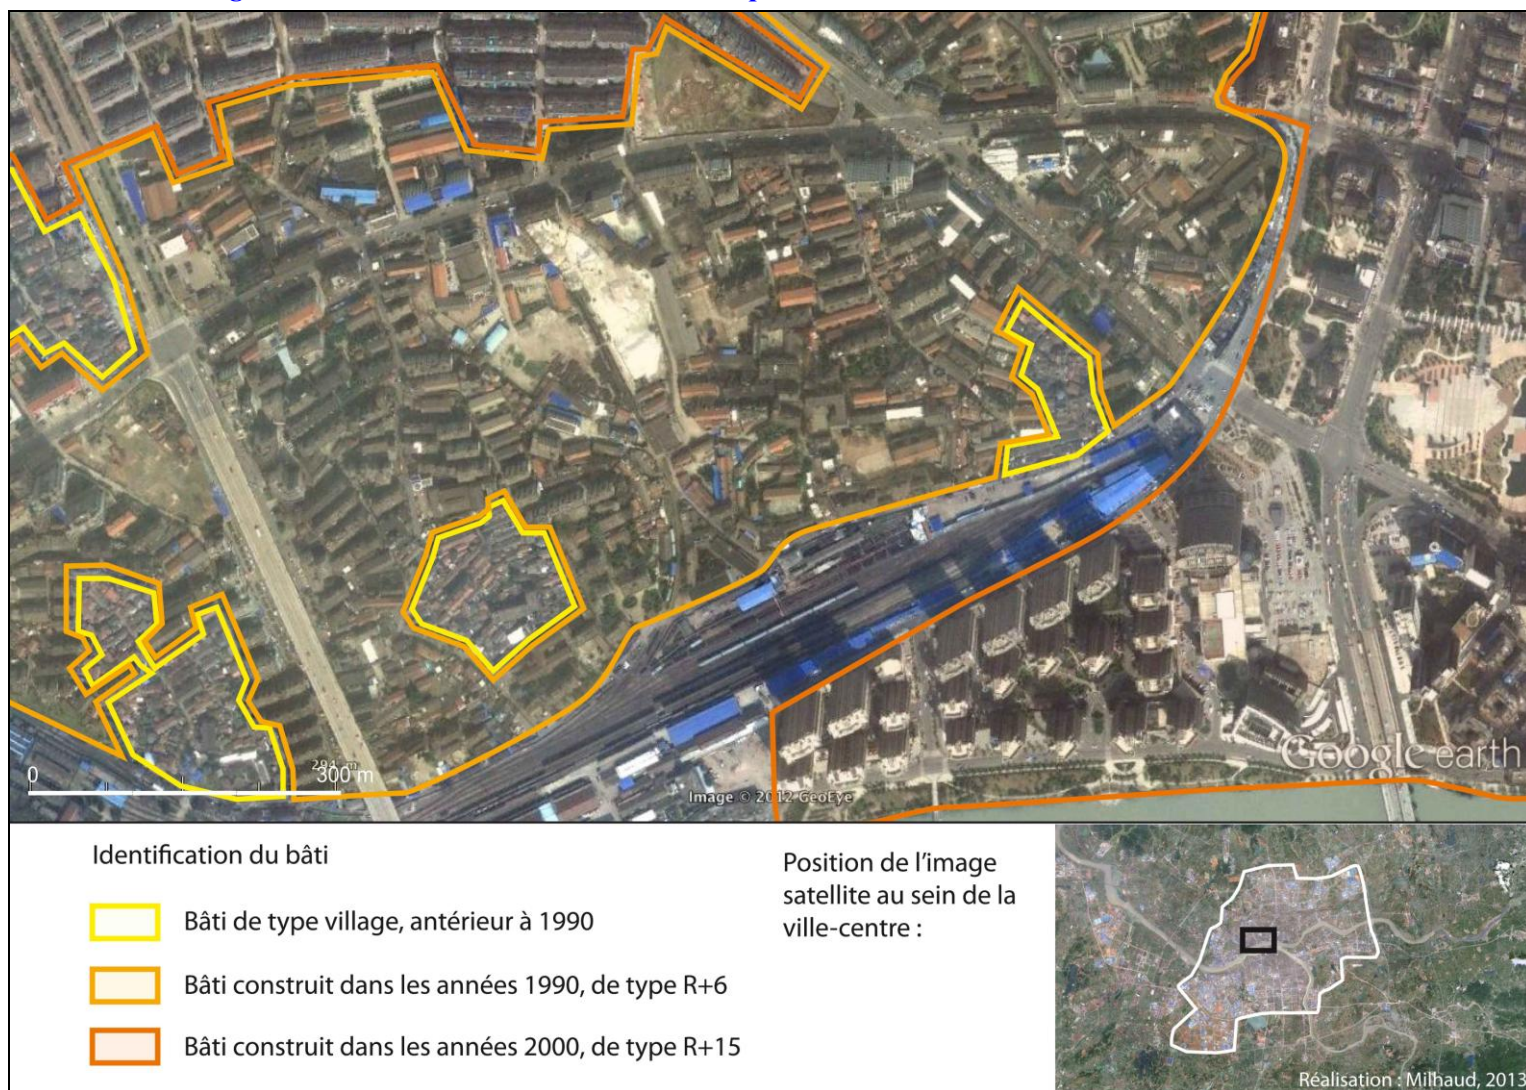 294 m
0
300 m
Image © 2012 GeoEye
Google earth
Identification du bâti
Bâti de type village, antérieur à 1990
Bâti construit dans les années 1990, de type R+6
Bâti construit dans les années 2000, de type R+15
Position de l’image
satellite au sein de la
ville-centre :
Réalisation : Milhaud, 2013